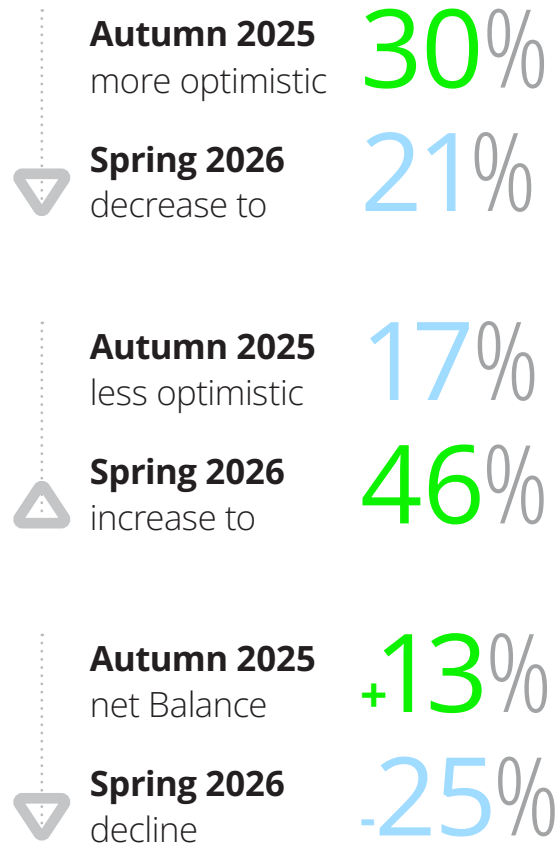 Autumn 2025
more optimistic 30%
Spring 2026
decrease to 21%
Autumn 2025
less optimistic 17%
Spring 2026
increase to 46%
Autumn 2025
net Balance +13%
Spring 2026
decline -25%